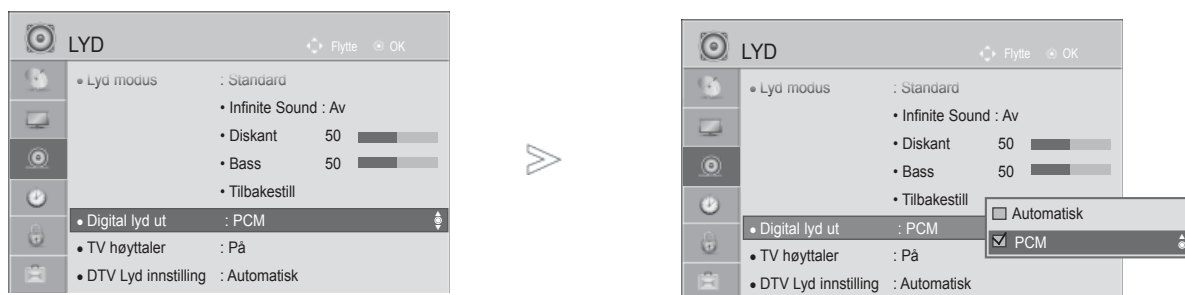 LYD
Flytte OK
• Lyd modus : Standard
• Infinite Sound : Av
• Diskant 50
• Bass 50
• Tilbakestill
• Digital lyd ut : PCM
• TV høyttaler : På
• DTV Lyd innstilling : Automatisk
LYD
Flytte OK
• Lyd modus : Standard
• Infinite Sound : Av
• Diskant 50
• Bass 50
• Tilbakestill
Automatisk
• Digital lyd ut : PCM
PCM
• TV høyttaler : På
• DTV Lyd innstilling : Automatisk